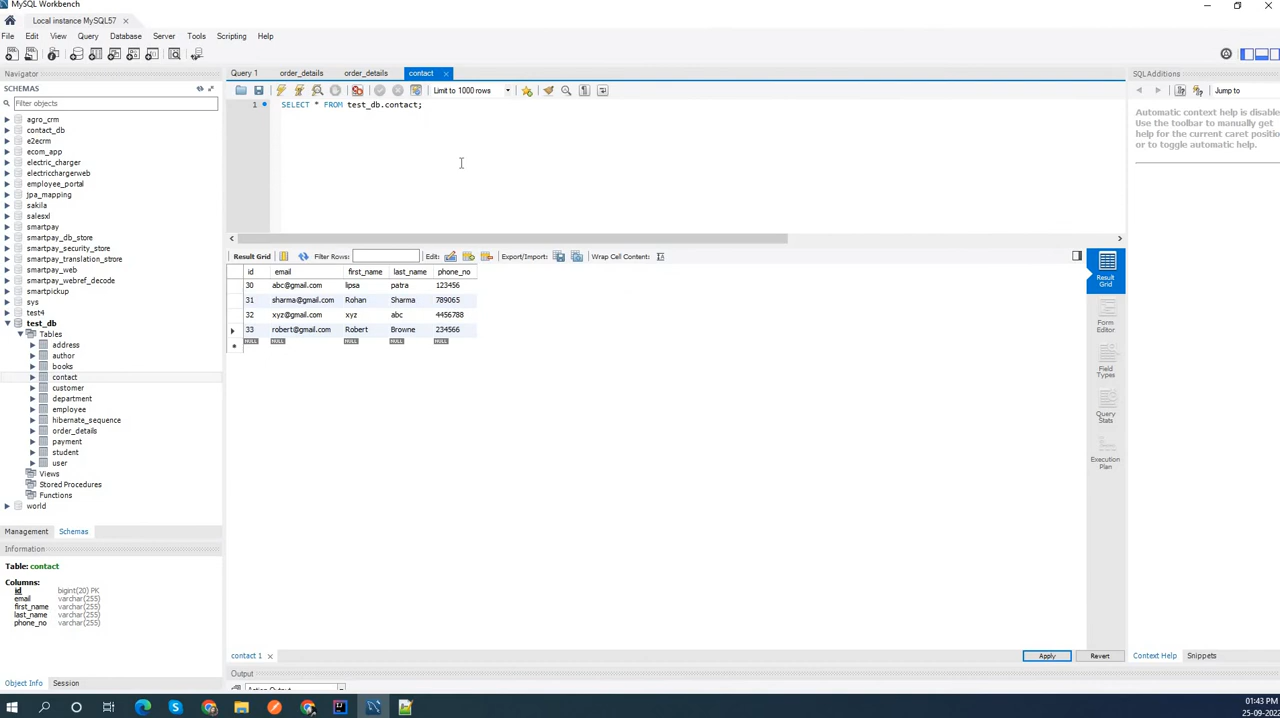 MySQL Workbench
Local instance MySQL57 ×
File Edit View Query Database Server Tools Scripting Help
Navigator
SCHEMAS
Filter objects
agro_crm
contact_db
e2ecrm
ecom_app
electric_charger
electricchargerweb
employee_portal
jpa_mapping
sakila
salesxl
smartpay
smartpay_db_store
smartpay_security_store
smartpay_translation_store
smartpay_web
smartpay_webref_decode
smartpickup
sys
test4
test_db
Tables
address
author
books
contact
customer
department
employee
hibernate_sequence
order_details
payment
student
user
Views
Stored Procedures
Functions
world
Management Schemas
Information
Table: contact
Columns:
id bigint(20) PK
email varchar(255)
first_name varchar(255)
last_name varchar(255)
phone_no varchar(255)
Object Info Session
Query 1 order_details order_details contact ×
Limit to 1000 rows
1 SELECT * FROM test_db.contact;
Result Grid Filter Rows: Edit: Export/Import: Wrap Cell Content:
id email first_name last_name phone_no
30 abc@gmail.com lipsa patra 123456
31 sharma@gmail.com Rohan Sharma 789065
32 xyz@gmail.com xyz abc 4456788
33 robert@gmail.com Robert Browne 234566
NULL NULL NULL NULL NULL
Result Grid
Form Editor
Field Types
Query Stats
Execution Plan
contact 1 × Apply Revert
Output
Action Output
SQLAdditions
Jump to
Automatic context help is disable
Use the toolbar to manually get
help for the current caret positio
or to toggle automatic help.
Context Help Snippets
01:43 PM
25-09-2022